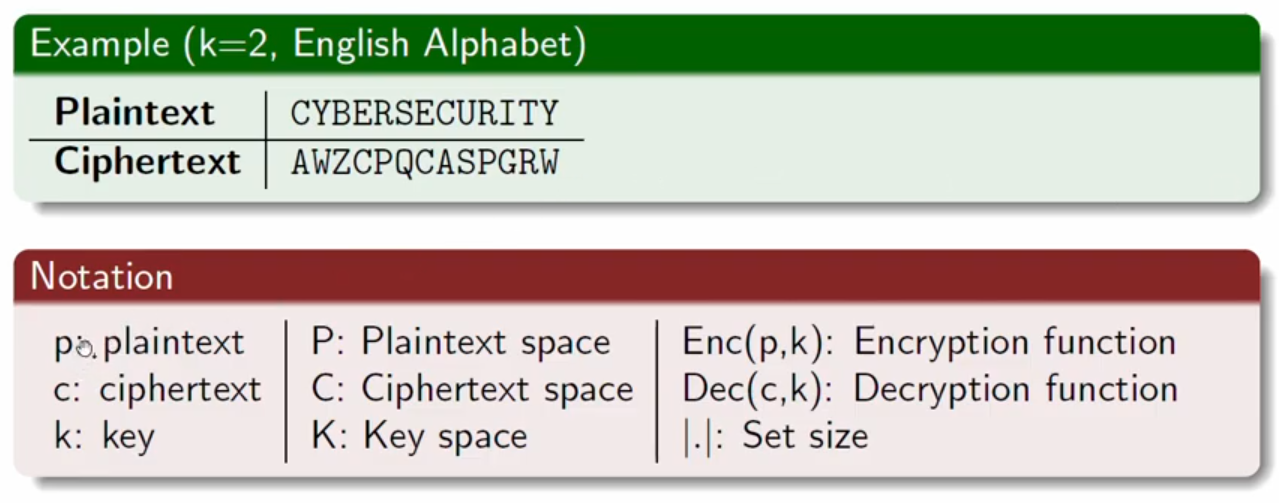 Example (k=2, English Alphabet)
Plaintext CYBERSECURITY
Ciphertext AWZCPQCASPGRW
Notation
p: plaintext P: Plaintext space Enc(p,k): Encryption function
c: ciphertext C: Ciphertext space Dec(c,k): Decryption function
k: key K: Key space |.|: Set size